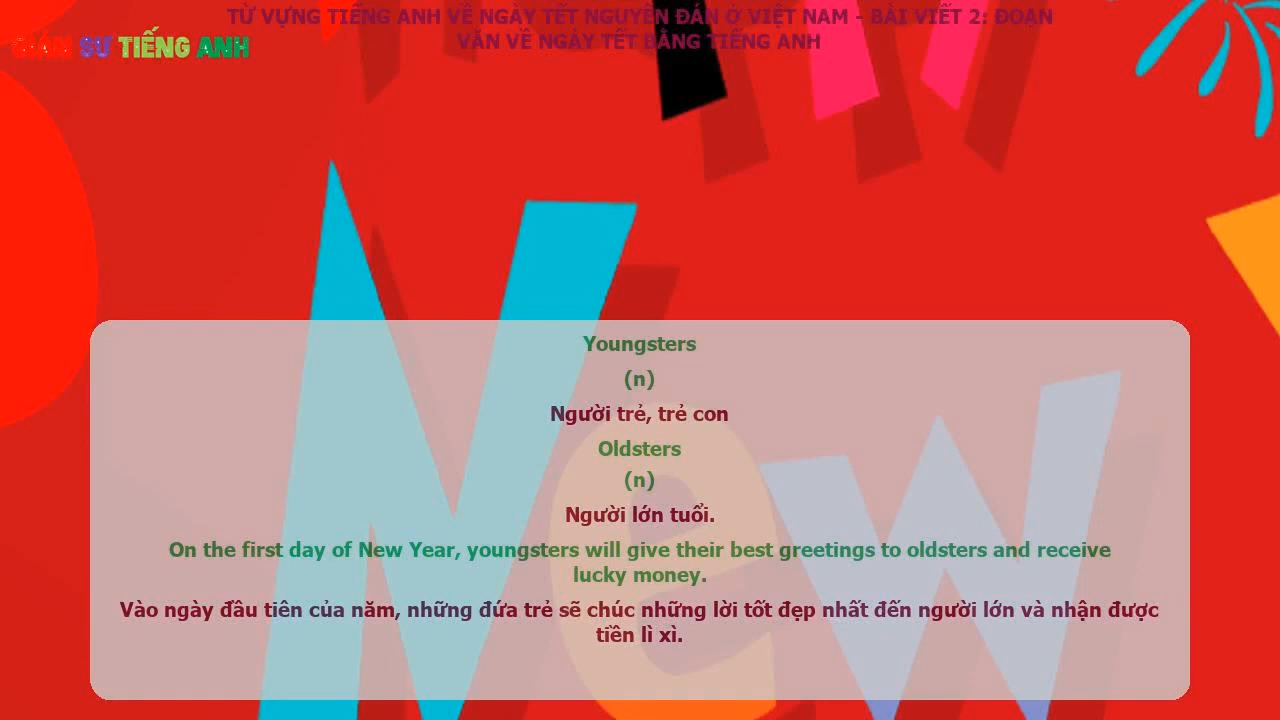 TỪ VỰNG TIẾNG ANH VỀ NGÀY TẾT NGUYÊN ĐÁN Ở VIỆT NAM - BÀI VIẾT 2: ĐOẠN
VĂN VỀ NGÀY TẾT BẰNG TIẾNG ANH
SƯ TIẾNG ANH
Youngsters
(n)
Người trẻ, trẻ con
Oldsters
(n)
Người lớn tuổi.
On the first day of New Year, youngsters will give their best greetings to oldsters and receive
lucky money.
Vào ngày đầu tiên của năm, những đứa trẻ sẽ chúc những lời tốt đẹp nhất đến người lớn và nhận được
tiền lì xì.
New